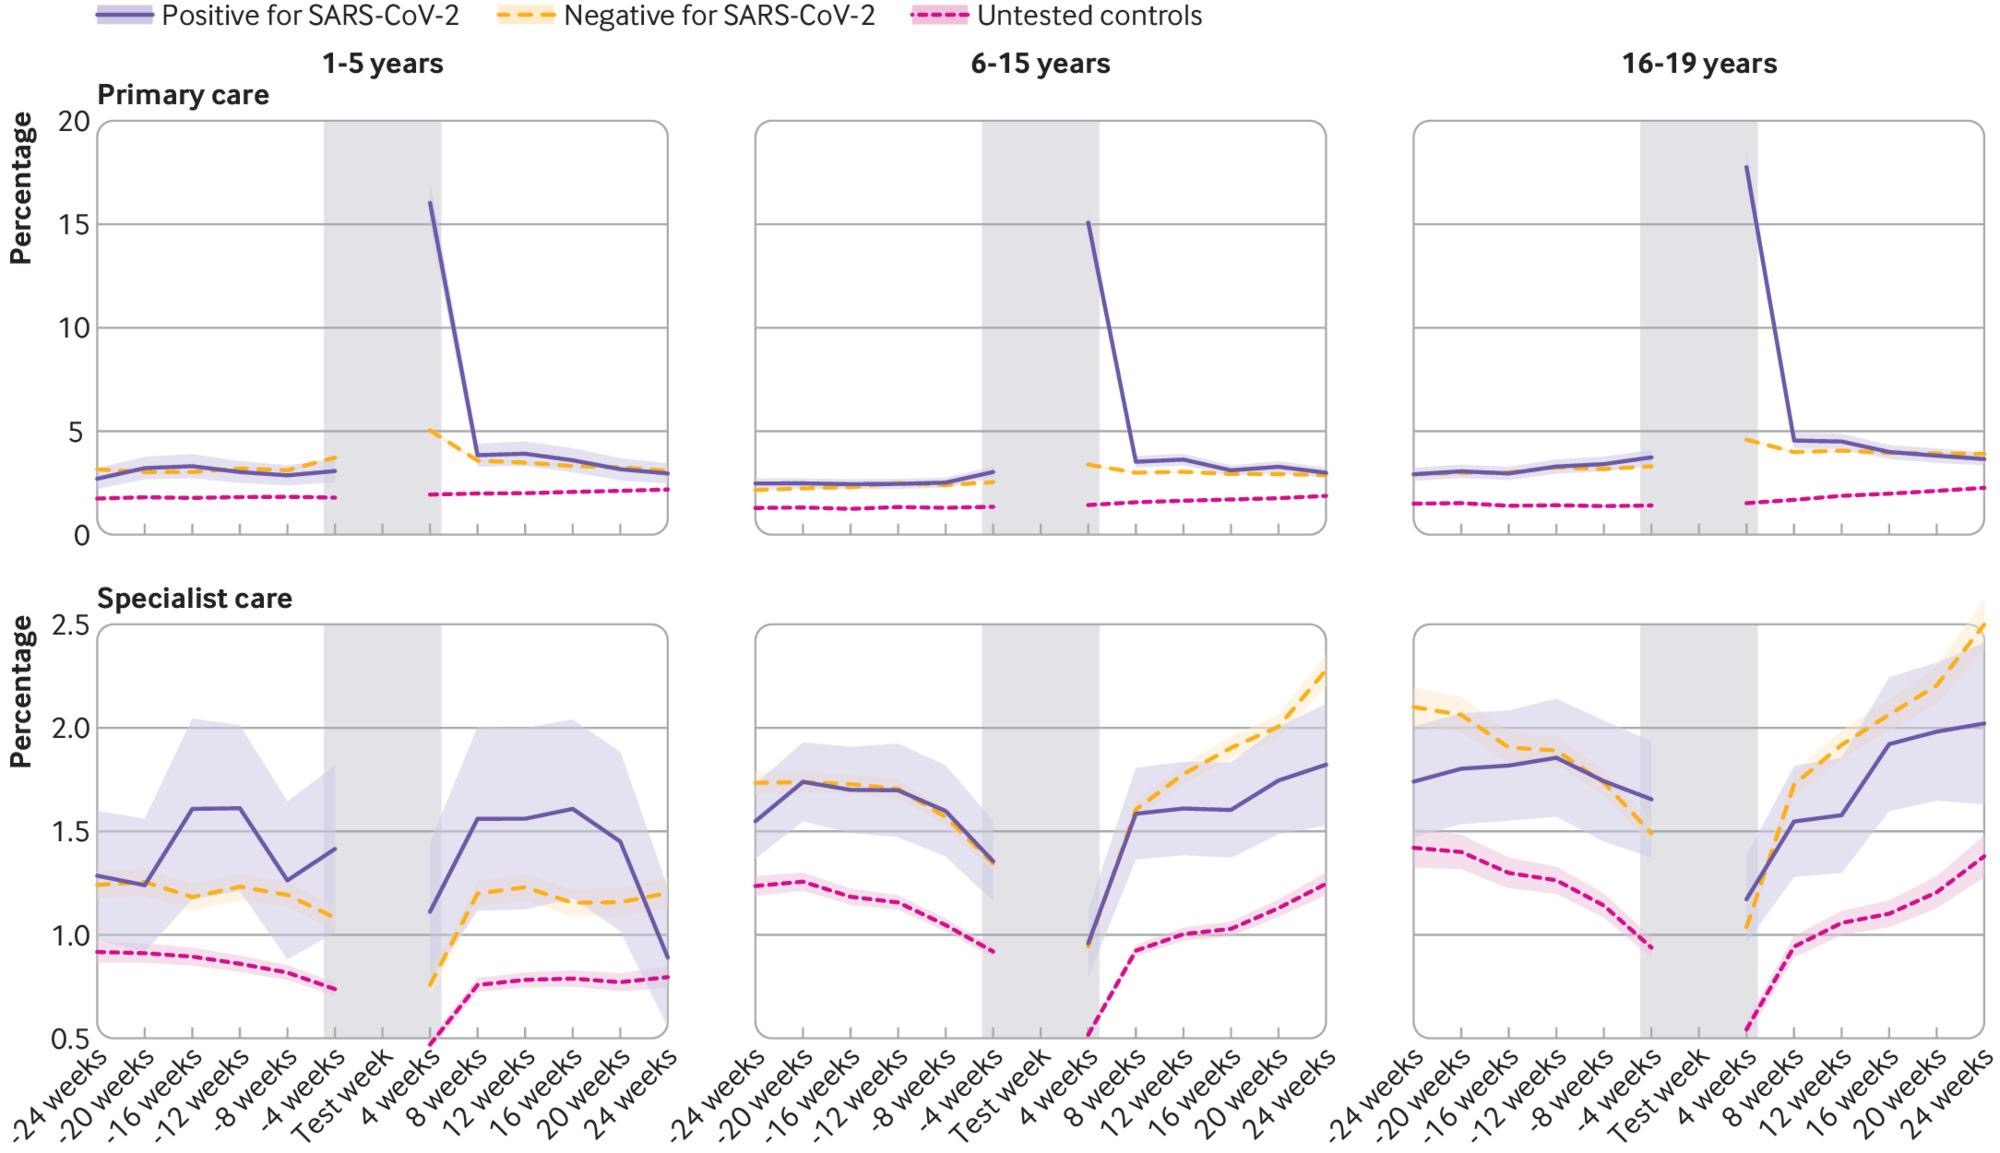 Positive for SARS-CoV-2 Negative for SARS-CoV-2 Untested controls
1-5 years 6-15 years 16-19 years
Primary care
Percentage
20
15
10
5
0
Specialist care
Percentage
2.5
2.0
1.5
1.0
0.5
-24 weeks -20 weeks -16 weeks -12 weeks -8 weeks -4 weeks Test week 4 weeks 8 weeks 12 weeks 16 weeks 20 weeks 24 weeks
-24 weeks -20 weeks -16 weeks -12 weeks -8 weeks -4 weeks Test week 4 weeks 8 weeks 12 weeks 16 weeks 20 weeks 24 weeks
-24 weeks -20 weeks -16 weeks -12 weeks -8 weeks -4 weeks Test week 4 weeks 8 weeks 12 weeks 16 weeks 20 weeks 24 weeks